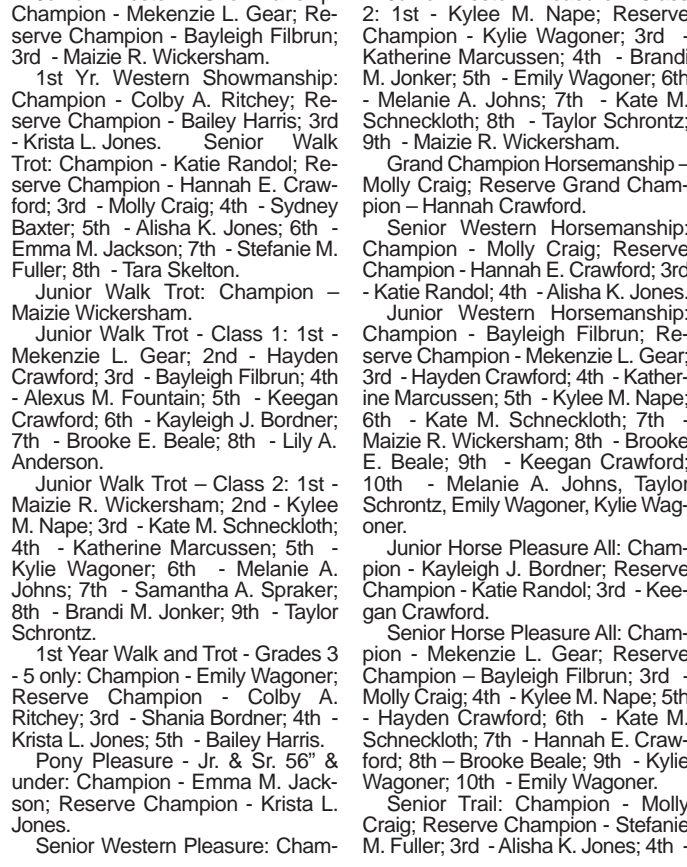 Champion - Mekenzie L. Gear; Re-
serve Champion - Bayleigh Filbrun;
3rd - Maizie R. Wickersham.
1st Yr. Western Showmanship:
Champion - Colby A. Ritchey; Re-
serve Champion - Bailey Harris; 3rd
- Krista L. Jones. Senior Walk
Trot: Champion - Katie Randol; Re-
serve Champion - Hannah E. Craw-
ford; 3rd - Molly Craig; 4th - Sydney
Baxter; 5th - Alisha K. Jones; 6th -
Emma M. Jackson; 7th - Stefanie M.
Fuller; 8th - Tara Skelton.
Junior Walk Trot: Champion –
Maizie Wickersham.
Junior Walk Trot - Class 1: 1st -
Mekenzie L. Gear; 2nd - Hayden
Crawford; 3rd - Bayleigh Filbrun; 4th
- Alexus M. Fountain; 5th - Keegan
Crawford; 6th - Kayleigh J. Bordner;
7th - Brooke E. Beale; 8th - Lily A.
Anderson.
Junior Walk Trot – Class 2: 1st -
Maizie R. Wickersham; 2nd - Kylee
M. Nape; 3rd - Kate M. Schneckloth;
4th - Katherine Marcussen; 5th -
Kylie Wagoner; 6th - Melanie A.
Johns; 7th - Samantha A. Spraker;
8th - Brandi M. Jonker; 9th - Taylor
Schrontz.
1st Year Walk and Trot - Grades 3
- 5 only: Champion - Emily Wagoner;
Reserve Champion - Colby A.
Ritchey; 3rd - Shania Bordner; 4th -
Krista L. Jones; 5th - Bailey Harris.
Pony Pleasure - Jr. & Sr. 56” &
under: Champion - Emma M. Jack-
son; Reserve Champion - Krista L.
Jones.
Senior Western Pleasure: Cham-
2: 1st - Kylee M. Nape; Reserve
Champion - Kylie Wagoner; 3rd -
Katherine Marcussen; 4th - Brandi
M. Jonker; 5th - Emily Wagoner; 6th
- Melanie A. Johns; 7th - Kate M.
Schneckloth; 8th - Taylor Schrontz;
9th - Maizie R. Wickersham.
Grand Champion Horsemanship –
Molly Craig; Reserve Grand Cham-
pion – Hannah Crawford.
Senior Western Horsemanship:
Champion - Molly Craig; Reserve
Champion - Hannah E. Crawford; 3rd
- Katie Randol; 4th - Alisha K. Jones.
Junior Western Horsemanship:
Champion - Bayleigh Filbrun; Re-
serve Champion - Mekenzie L. Gear;
3rd - Hayden Crawford; 4th - Kather-
ine Marcussen; 5th - Kylee M. Nape;
6th - Kate M. Schneckloth; 7th -
Maizie R. Wickersham; 8th - Brooke
E. Beale; 9th - Keegan Crawford;
10th - Melanie A. Johns, Taylor
Schrontz, Emily Wagoner, Kylie Wag-
oner.
Junior Horse Pleasure All: Cham-
pion - Kayleigh J. Bordner; Reserve
Champion - Katie Randol; 3rd - Kee-
gan Crawford.
Senior Horse Pleasure All: Cham-
pion - Mekenzie L. Gear; Reserve
Champion – Bayleigh Filbrun; 3rd -
Molly Craig; 4th - Kylee M. Nape; 5th
- Hayden Crawford; 6th - Kate M.
Schneckloth; 7th - Hannah E. Craw-
ford; 8th – Brooke Beale; 9th - Kylie
Wagoner; 10th - Emily Wagoner.
Senior Trail: Champion - Molly
Craig; Reserve Champion - Stefanie
M. Fuller; 3rd - Alisha K. Jones; 4th -